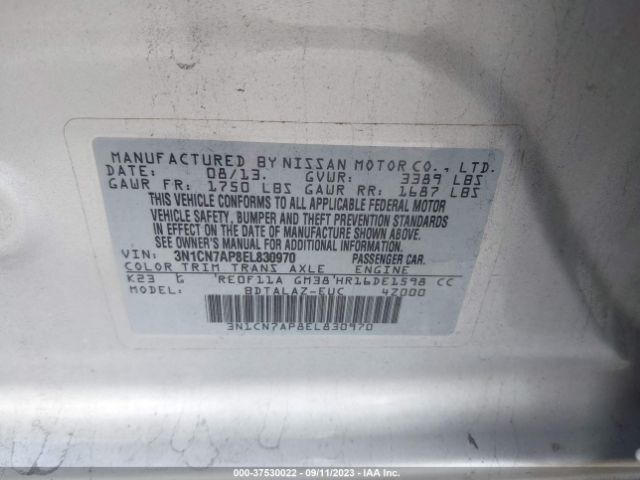 MANUFACTURED BY NISSAN MOTOR CO., LTD.
DATE: 08/13. GVWR: 3389 LBS
GAWR FR: 1750 LBS GAWR RR: 1687 LBS
THIS VEHICLE CONFORMS TO ALL APPLICABLE FEDERAL MOTOR
VEHICLE SAFETY, BUMPER AND THEFT PREVENTION STANDARDS
IN EFFECT ON THE DATE OF MANUFACTURE SHOWN ABOVE.
SEE OWNER'S MANUAL FOR ADDITIONAL INFORMATION.
VIN: 3N1CN7AP8EL830970 PASSENGER CAR.
COLOR TRIM TRANS AXLE ENGINE
K23 G RE0F11A GM38 HR16DE1598 CC
MODEL: BDTALAZ-EUC 4Z000
3N1CN7AP8EL830970
000-37530022 - 09/11/2023 - IAA Inc.